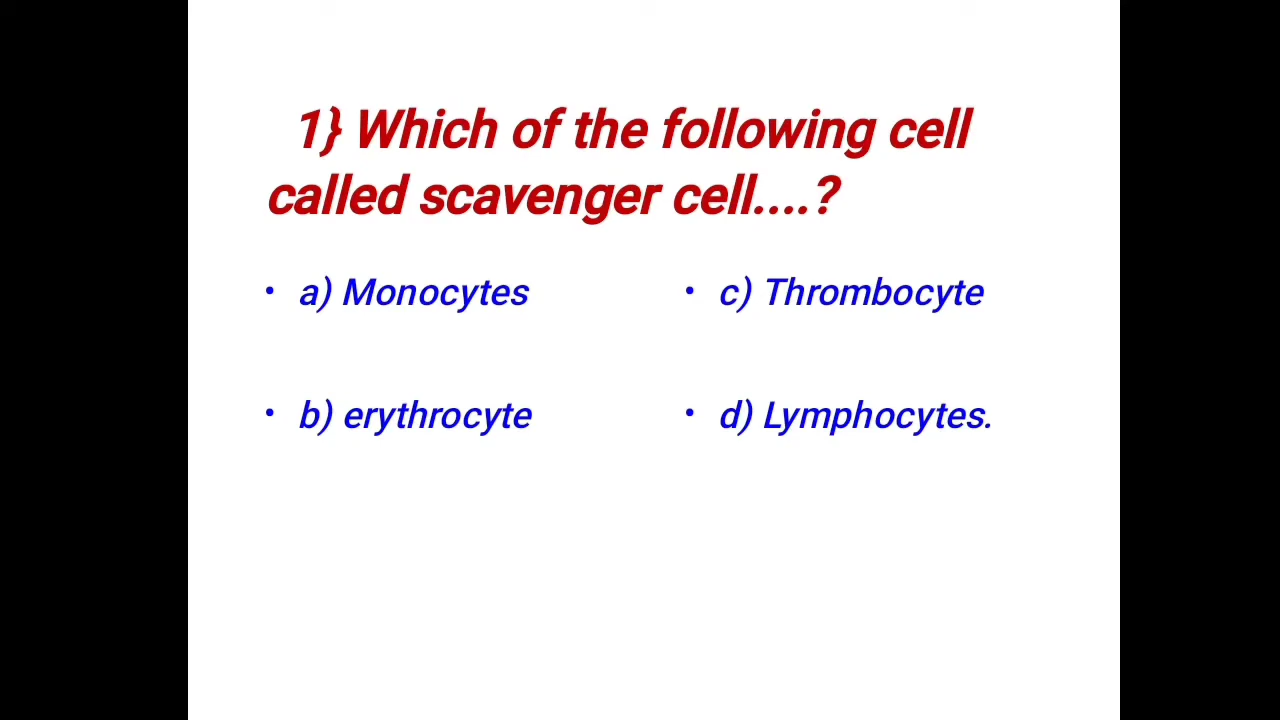 1} Which of the following cell
called scavenger cell....?
• a) Monocytes
• b) erythrocyte
• c) Thrombocyte
• d) Lymphocytes.